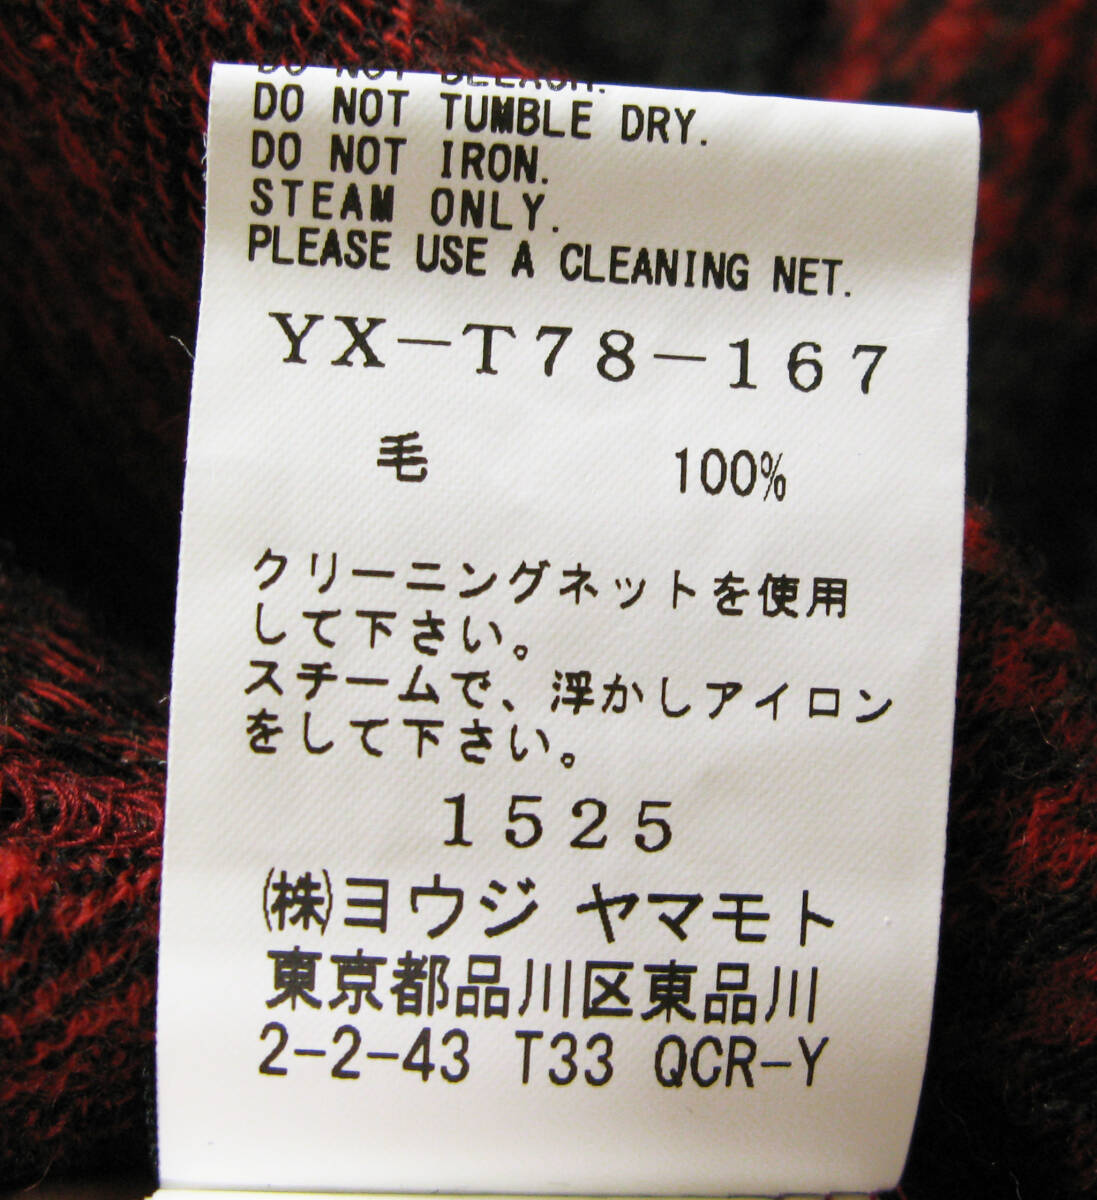 DO NOT BLEACH.
DO NOT TUMBLE DRY.
DO NOT IRON.
STEAM ONLY.
PLEASE USE A CLEANING NET.
YX-T78-167
毛 100%
クリーニングネットを使用
して下さい。
スチームで、浮かしアイロン
をして下さい。
1525
(株)ヨウジ ヤマモト
東京都品川区東品川
2-2-43 T33 QCR-Y